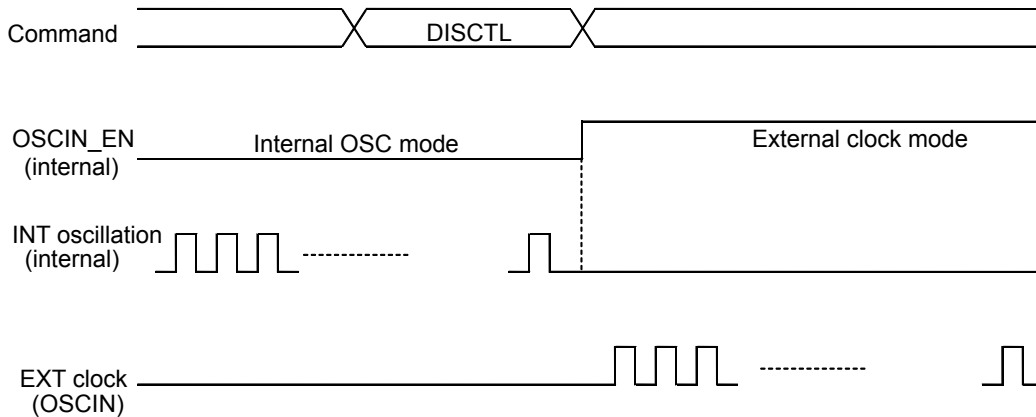 Command
DISCTL
OSCIN_EN
(internal)
Internal OSC mode
External clock mode
INT oscillation
(internal)
EXT clock
(OSCIN)